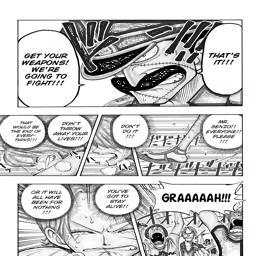 THAT'S
IT!!!
GET YOUR
WEAPONS!
WE'RE
GOING TO
FIGHT!!!
MR.
GENZO!!
EVERYONE!!
PLEASE
!!!
DON'T
DO IT
!!!
DON'T
THROW
AWAY YOUR
LIVES!!!
THAT
WOULD BE
THE END OF
EVERY-
THING!!!
GRAAAAAH!!!
YOU'VE
GOT TO
STAY
ALIVE!!
OR IT WILL
ALL HAVE
BEEN FOR
NOTHING
!!!